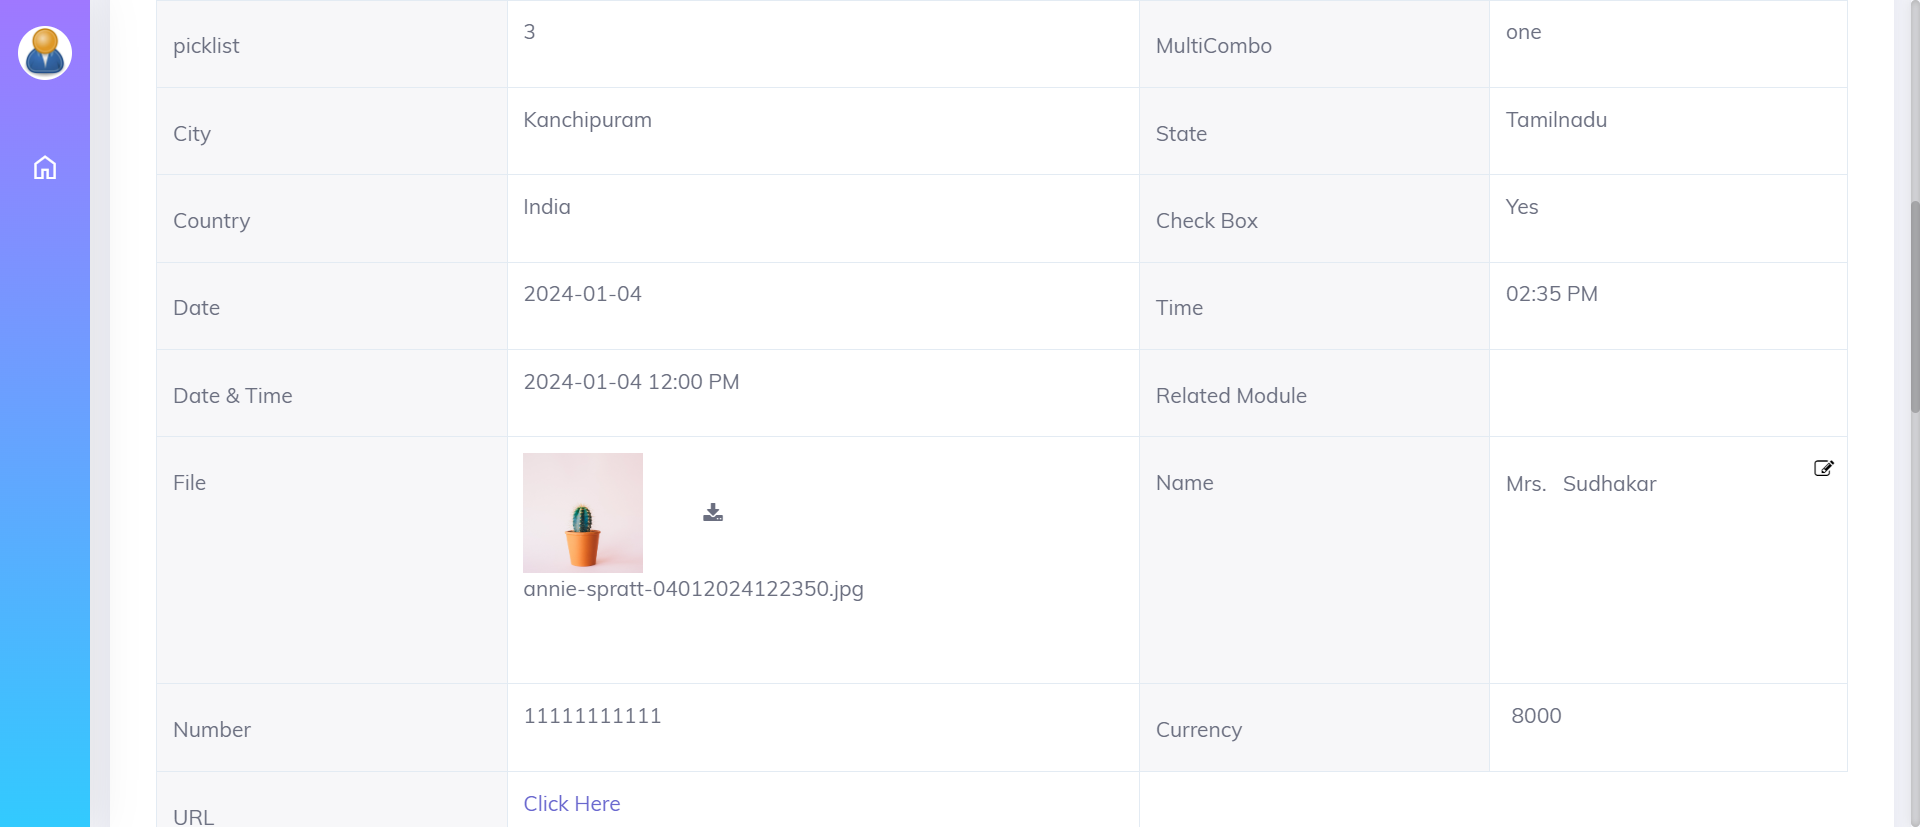 picklist 3 MultiCombo one
City Kanchipuram State Tamilnadu
Country India Check Box Yes
Date 2024-01-04 Time 02:35 PM
Date & Time 2024-01-04 12:00 PM Related Module
File Name Mrs. Sudhakar
annie-spratt-04012024122350.jpg
Number 11111111111 Currency 8000
URL Click Here